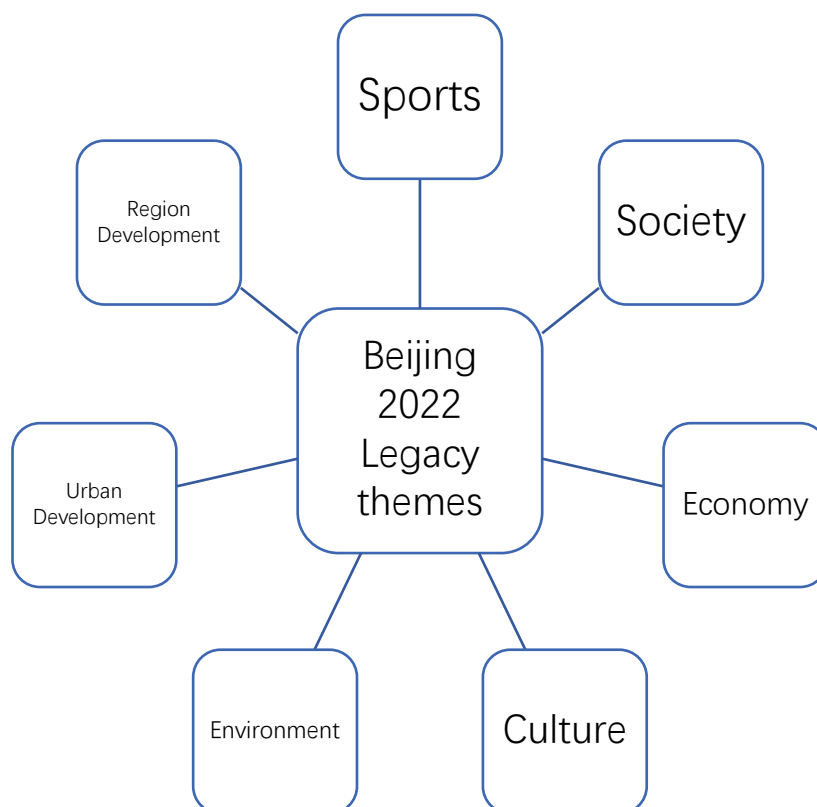 Sports
Society
Economy
Culture
Environment
Urban
Development
Region
Development
Beijing
2022
Legacy
themes